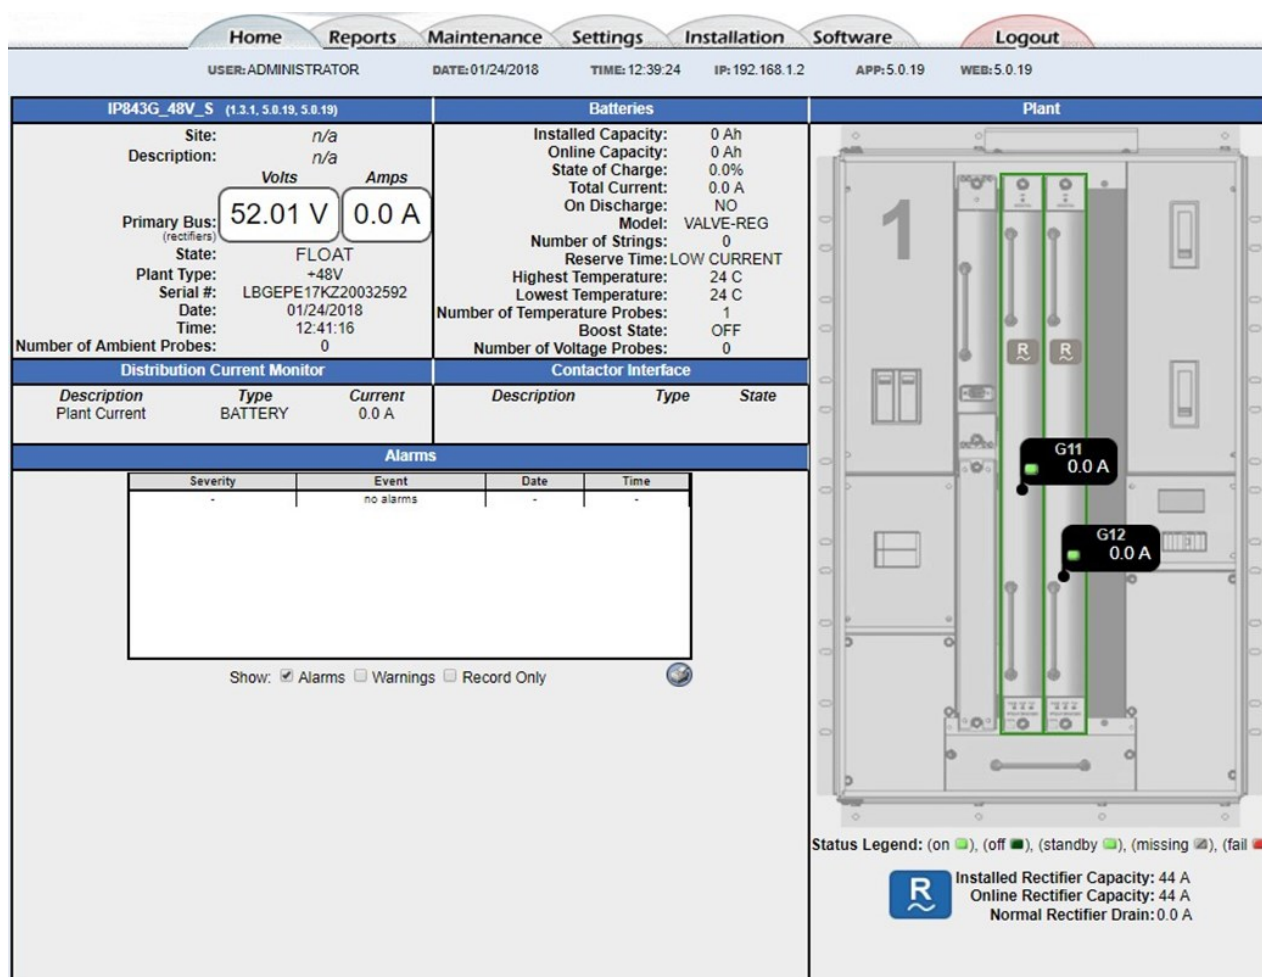 Home Reports Maintenance Settings Installation Software Logout
USER:ADMINISTRATOR DATE:01/24/2018 TIME:12:39:24 IP:192.168.1.2 APP:5.0.19 WEB:5.0.19
IP843G_48V_S (1.3.1, 5.0.19, 5.0.19)
Site: n/a
Description: n/a
Volts Amps
Primary Bus: 52.01 V 0.0 A
(rectifiers)
State: FLOAT
Plant Type: +48V
Serial #: LBGEPE17KZ20032592
Date: 01/24/2018
Time: 12:41:16
Number of Ambient Probes: 0
Batteries
Installed Capacity: 0 Ah
Online Capacity: 0 Ah
State of Charge: 0.0%
Total Current: 0.0 A
On Discharge: NO
Model: VALVE-REG
Number of Strings: 0
Reserve Time: LOW CURRENT
Highest Temperature: 24 C
Lowest Temperature: 24 C
Number of Temperature Probes: 1
Boost State: OFF
Number of Voltage Probes: 0
Distribution Current Monitor
Description Type Current
Plant Current BATTERY 0.0 A
Contactor Interface
Description Type State
Alarms
Severity Event Date Time
- no alarms - -
Show: Alarms Warnings Record Only
Plant
1
R R
G11
0.0 A
G12
0.0 A
Status Legend: (on ), (off ), (standby ), (missing ), (fail
R
Installed Rectifier Capacity: 44 A
Online Rectifier Capacity: 44 A
Normal Rectifier Drain: 0.0 A